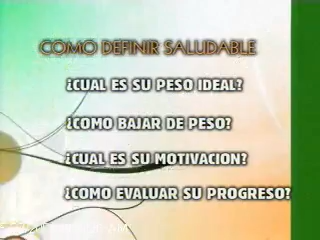 COMO DEFINIR SALUDABLE
¿CUAL ES SU PESO IDEAL?
¿COMO BAJAR DE PESO?
¿CUAL ES SU MOTIVACION?
¿COMO EVALUAR SU PROGRESO?